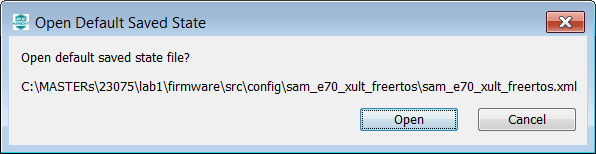 Open Default Saved State
Open default saved state file?
C:\MASTERs\23075\lab1\firmware\src\config\sam_e70_xult_freertos\sam_e70_xult_freertos.xml
Open
Cancel